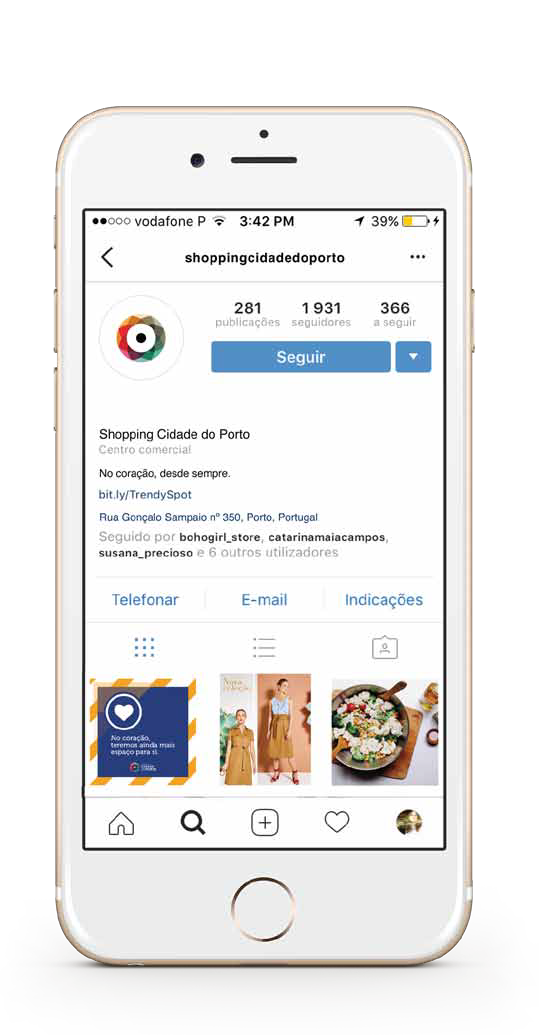 vodafone P 3:42 PM 39%
shoppingcidadedoporto
281 1 931 366
publicações seguidores a seguir
Seguir
Shopping Cidade do Porto
Centro comercial
No coração, desde sempre.
bit.ly/TrendySpot
Rua Gonçalo Sampaio nº 350, Porto, Portugal
Seguido por bohogirl_store, catarinamaiacampos,
susana_precioso e 6 outros utilizadores
Telefonar E-mail Indicações
No coração,
teremos ainda mais
espaço para si.
Nova
coleção